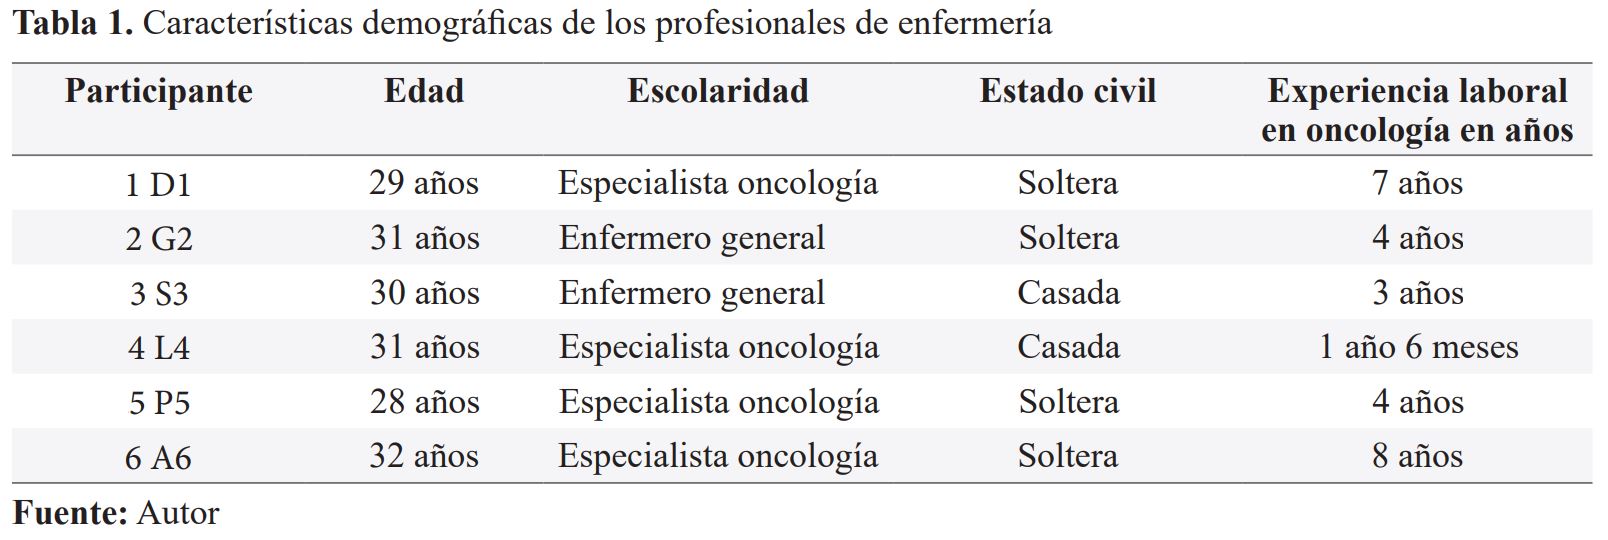 Tabla 1. Características demográficas de los profesionales de enfermería
Participante Edad Escolaridad Estado civil Experiencia laboral
en oncología en años
1 D1 29 años Especialista oncología Soltera 7 años
2 G2 31 años Enfermero general Soltera 4 años
3 S3 30 años Enfermero general Casada 3 años
4 L4 31 años Especialista oncología Casada 1 año 6 meses
5 P5 28 años Especialista oncología Soltera 4 años
6 A6 32 años Especialista oncología Soltera 8 años
Fuente: Autor